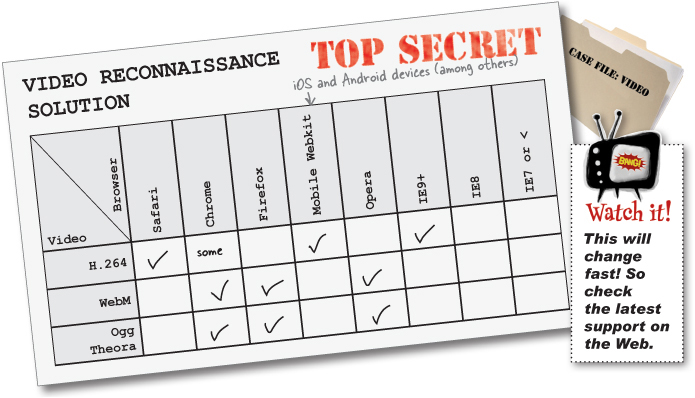 VIDEO RECONNAISSANCE
SOLUTION
TOP SECRET
iOS and Android devices (among others)
Browser
Video
Safari
Chrome
Firefox
Mobile Webkit
Opera
IE9+
IE8
IE7 or <
H.264
some
WebM
Ogg
Theora
CASE FILE: VIDEO
BANG!
Watch it!
This will
change
fast! So
check
the latest
support on
the Web.